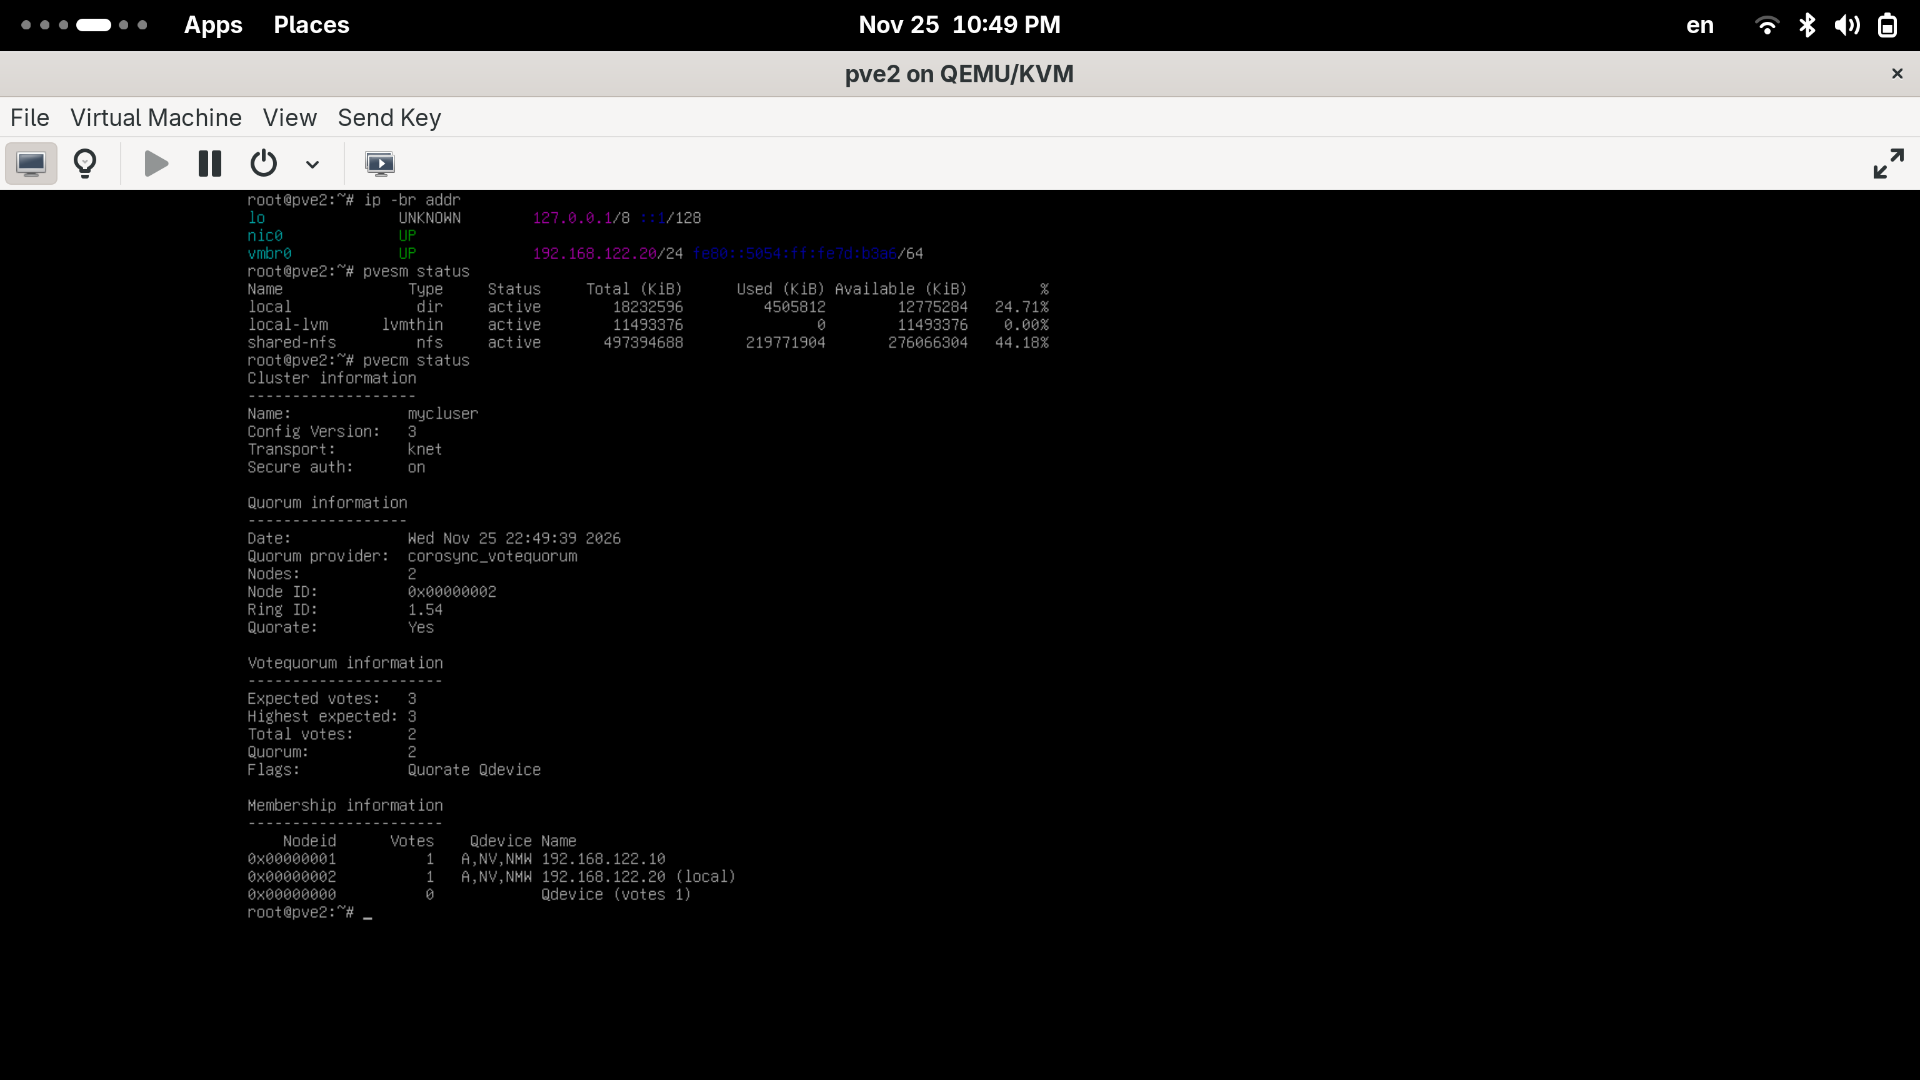 Apps Places Nov 25 10:49 PM en
pve2 on QEMU/KVM ×
File Virtual Machine View Send Key
root@pve2:~# ip -br addr
lo UNKNOWN 127.0.0.1/8 ::1/128
nic0 UP
vmbr0 UP 192.168.122.20/24 fe80::5054:ff:fe7d:b3a6/64
root@pve2:~# pvesm status
Name Type Status Total (KiB) Used (KiB) Available (KiB) %
local dir active 18232596 4505812 12775284 24.71%
local-lvm lvmthin active 11493376 0 11493376 0.00%
shared-nfs nfs active 497394688 219771904 276066304 44.18%
root@pve2:~# pvecm status
Cluster information
-------------------
Name: mycluser
Config Version: 3
Transport: knet
Secure auth: on
Quorum information
------------------
Date: Wed Nov 25 22:49:39 2026
Quorum provider: corosync_votequorum
Nodes: 2
Node ID: 0x00000002
Ring ID: 1.54
Quorate: Yes
Votequorum information
----------------------
Expected votes: 3
Highest expected: 3
Total votes: 2
Quorum: 2
Flags: Quorate Qdevice
Membership information
----------------------
Nodeid Votes Qdevice Name
0x00000001 1 A,NV,NMW 192.168.122.10
0x00000002 1 A,NV,NMW 192.168.122.20 (local)
0x00000000 0 Qdevice (votes 1)
root@pve2:~# _